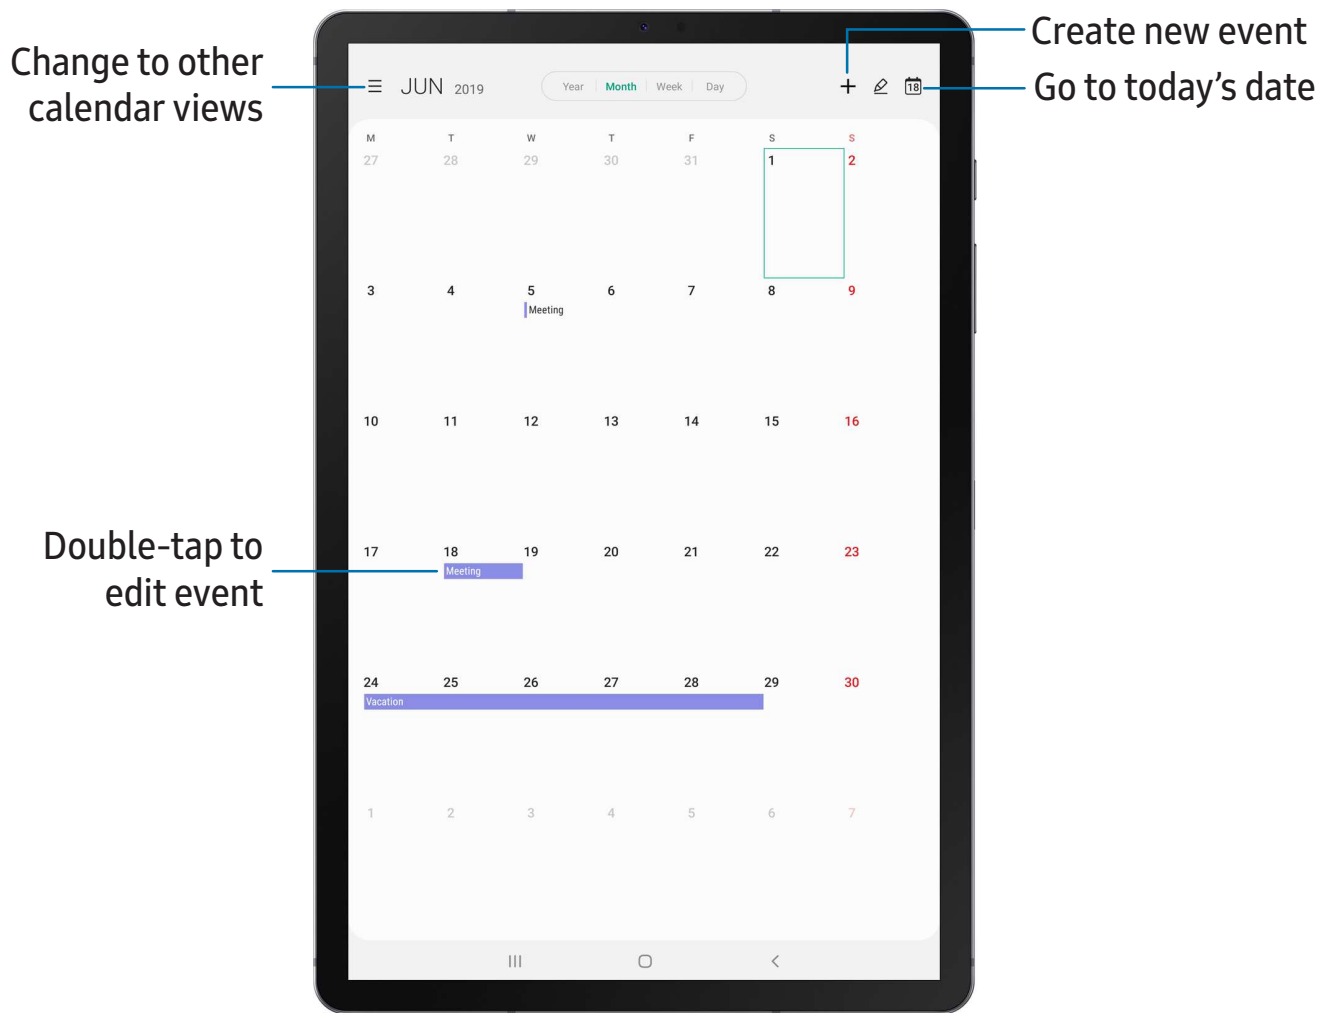 Change to other
calendar views
Create new event
Go to today's date
JUN 2019
Year Month Week Day
18
M T W T F S S
27 28 29 30 31 1 2
3 4 5 6 7 8 9
Meeting
10 11 12 13 14 15 16
Double-tap to
edit event
17 18 19 20 21 22 23
Meeting
24 25 26 27 28 29 30
Vacation
1 2 3 4 5 6 7